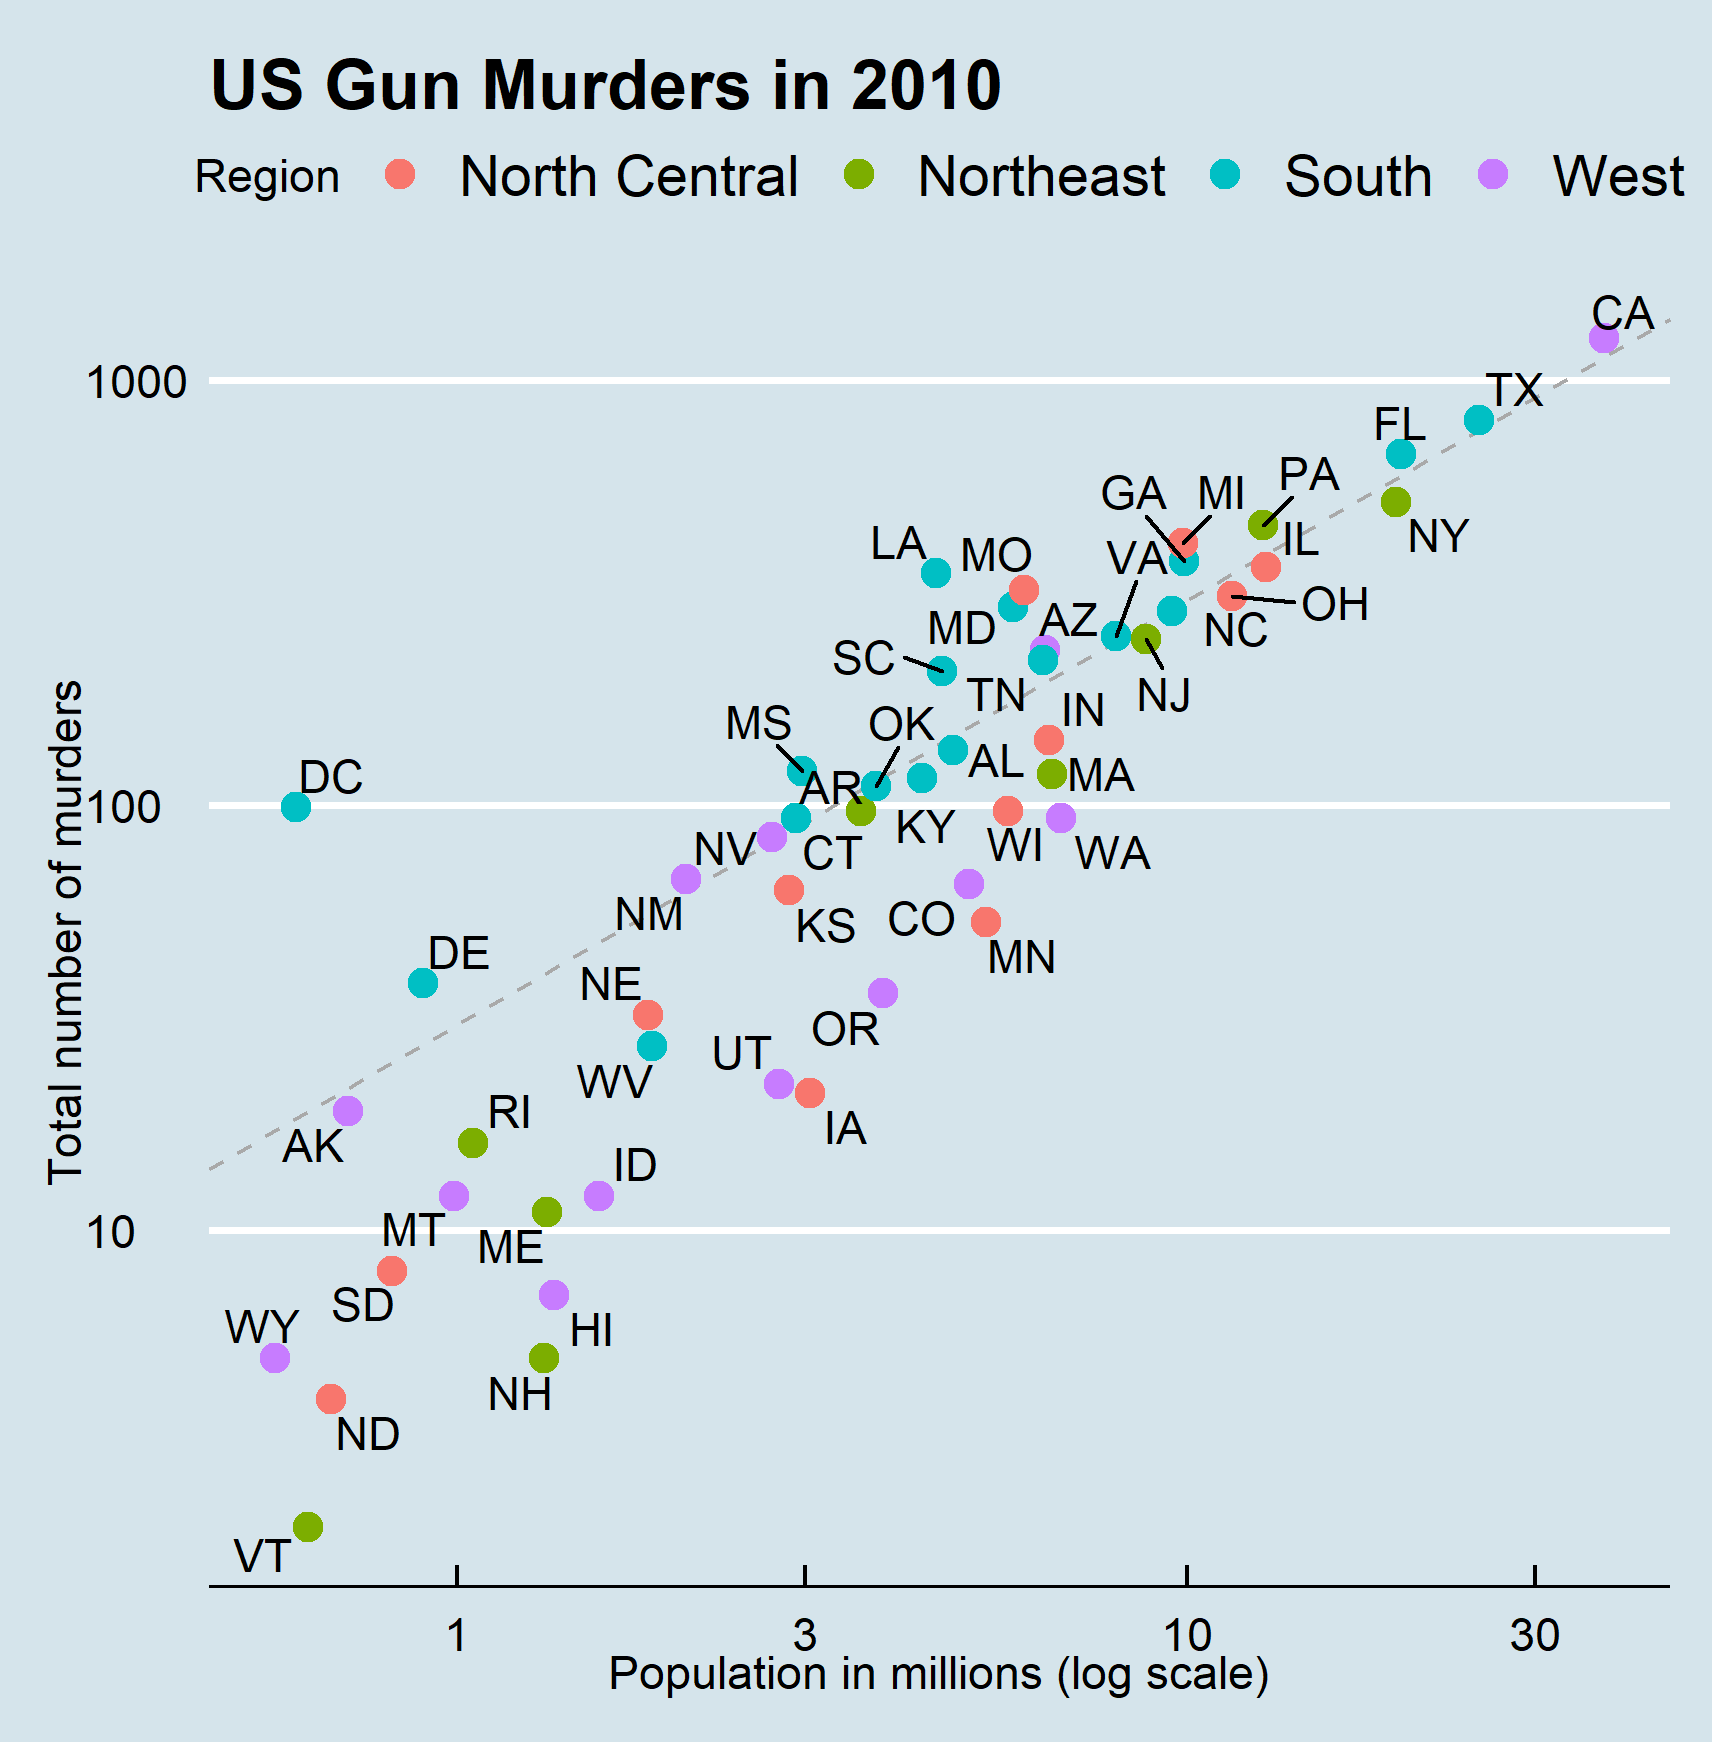 US Gun Murders in 2010
Region North Central Northeast South West
CA
1000
TX
FL
PA
GA MI
NY
IL
LA MO VA
OH
MD AZ NC
SC
TN IN NJ
MS OK
AL MA
DC
AR
100
KY WI WA
NV CT
NM KS CO
MN
DE
NE
OR
UT
WV
IA
RI
AK
ID
MT ME
10
SD
WY HI
NH
ND
VT
Total number of murders
1 3 10 30
Population in millions (log scale)